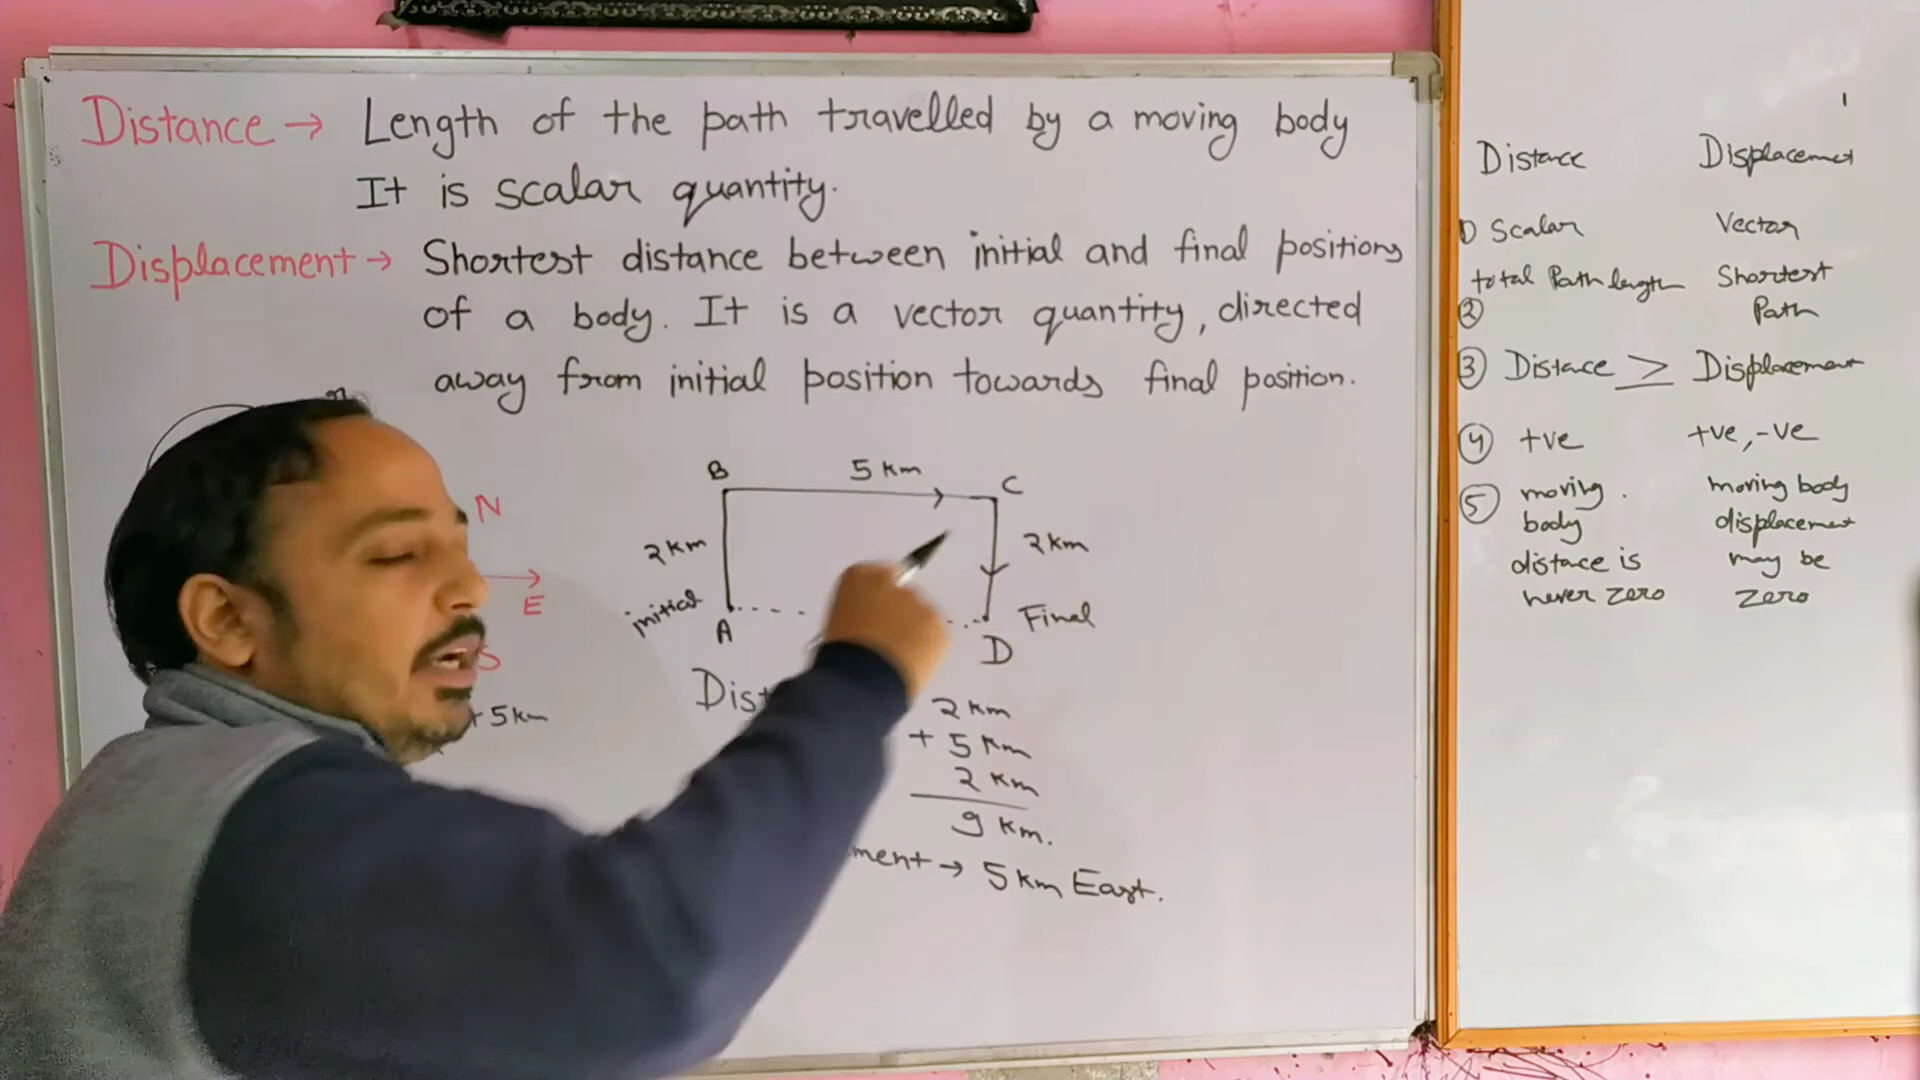 Distance → Length of the path travelled by a moving body
It is scalar quantity.
Displacement → Shortest distance between initial and final positions
of a body. It is a vector quantity, directed
away from initial position towards final position.
N
E
S
+ 5 km
B
5 km
C
2 km
2 km
initial
A
Final
D
2 km
+ 5 km
2 km
9 km.
ment → 5 km East.
Distance Displacement
① Scalar Vector
total Path length Shortest
② Path
③ Distance ≥ Displacement
④ +ve +ve, -ve
⑤ moving moving body
body displacement
distance is may be
never zero zero